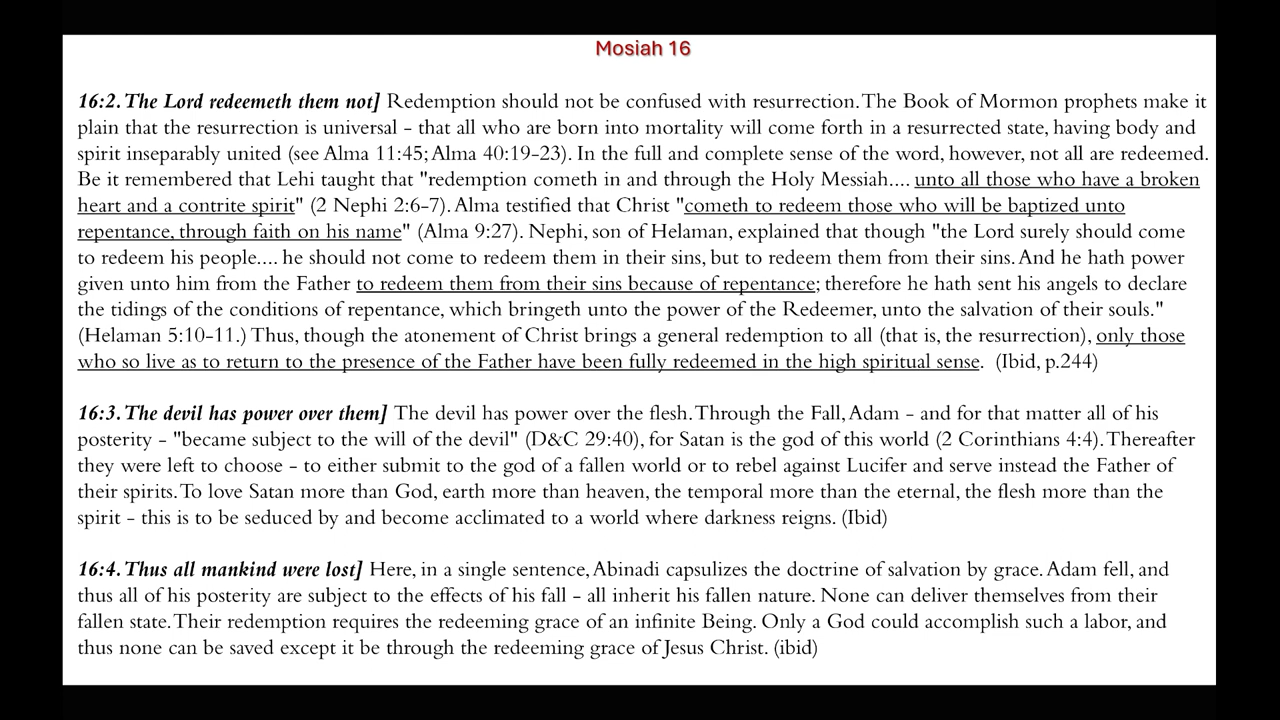 Mosiah 16
16:2. The Lord redeemeth them not] Redemption should not be confused with resurrection. The Book of Mormon prophets make it
plain that the resurrection is universal - that all who are born into mortality will come forth in a resurrected state, having body and
spirit inseparably united (see Alma 11:45; Alma 40:19-23). In the full and complete sense of the word, however, not all are redeemed.
Be it remembered that Lehi taught that "redemption cometh in and through the Holy Messiah.... unto all those who have a broken
heart and a contrite spirit" (2 Nephi 2:6-7). Alma testified that Christ "cometh to redeem those who will be baptized unto
repentance, through faith on his name" (Alma 9:27). Nephi, son of Helaman, explained that though "the Lord surely should come
to redeem his people.... he should not come to redeem them in their sins, but to redeem them from their sins. And he hath power
given unto him from the Father to redeem them from their sins because of repentance; therefore he hath sent his angels to declare
the tidings of the conditions of repentance, which bringeth unto the power of the Redeemer, unto the salvation of their souls."
(Helaman 5:10-11.) Thus, though the atonement of Christ brings a general redemption to all (that is, the resurrection), only those
who so live as to return to the presence of the Father have been fully redeemed in the high spiritual sense. (Ibid, p.244)
16:3. The devil has power over them] The devil has power over the flesh. Through the Fall, Adam - and for that matter all of his
posterity - "became subject to the will of the devil" (D&C 29:40), for Satan is the god of this world (2 Corinthians 4:4). Thereafter
they were left to choose - to either submit to the god of a fallen world or to rebel against Lucifer and serve instead the Father of
their spirits. To love Satan more than God, earth more than heaven, the temporal more than the eternal, the flesh more than the
spirit - this is to be seduced by and become acclimated to a world where darkness reigns. (Ibid)
16:4. Thus all mankind were lost] Here, in a single sentence, Abinadi capsulizes the doctrine of salvation by grace. Adam fell, and
thus all of his posterity are subject to the effects of his fall - all inherit his fallen nature. None can deliver themselves from their
fallen state. Their redemption requires the redeeming grace of an infinite Being. Only a God could accomplish such a labor, and
thus none can be saved except it be through the redeeming grace of Jesus Christ. (ibid)